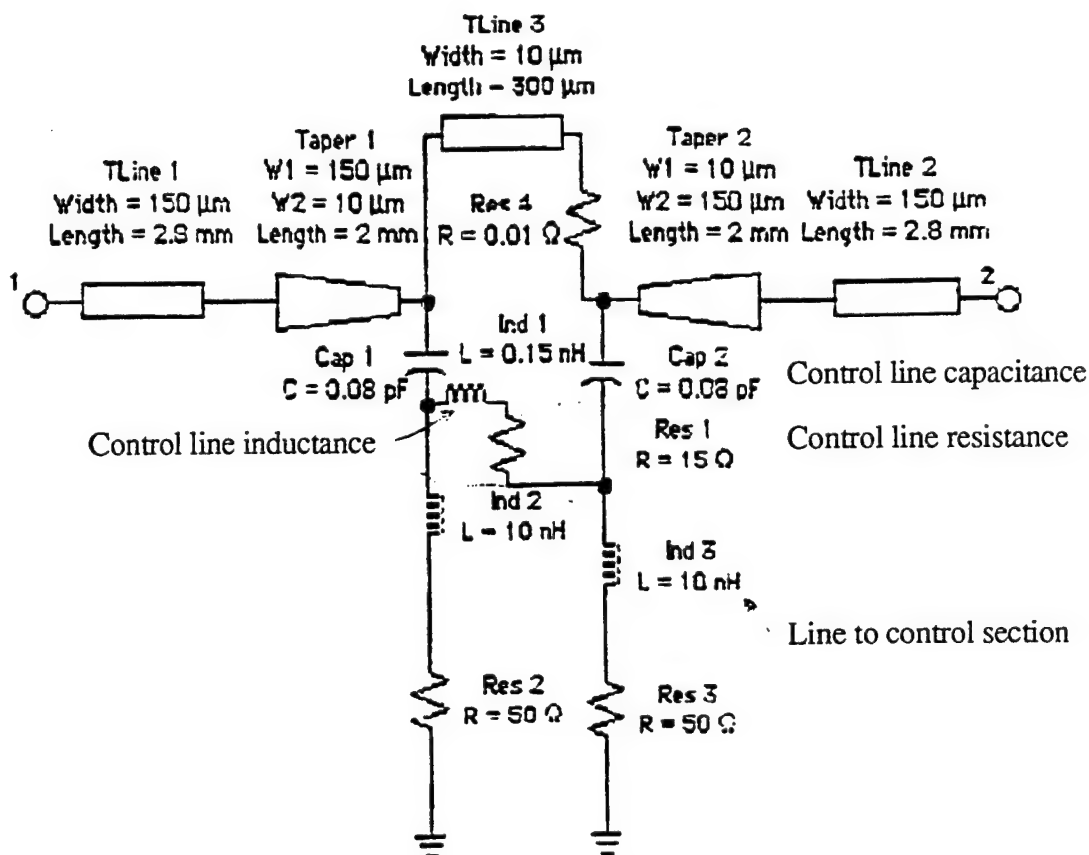 TLine 3
Width = 10 µm
Length = 300 µm
Taper 1
W1 = 150 µm
W2 = 10 µm
Length = 2 mm
TLine 1
Width = 150 µm
Length = 2.8 mm
Res 4
R = 0.01 Ω
Taper 2
W1 = 10 µm
W2 = 150 µm
Length = 2 mm
TLine 2
Width = 150 µm
Length = 2.8 mm
1
2
Ind 1
L = 0.15 nH
Cap 1
C = 0.08 pF
Cap 2
C = 0.08 pF
Control line capacitance
Control line inductance
Res 1
R = 15 Ω
Control line resistance
Ind 2
L = 10 nH
Ind 3
L = 10 nH
Line to control section
Res 2
R = 50 Ω
Res 3
R = 50 Ω